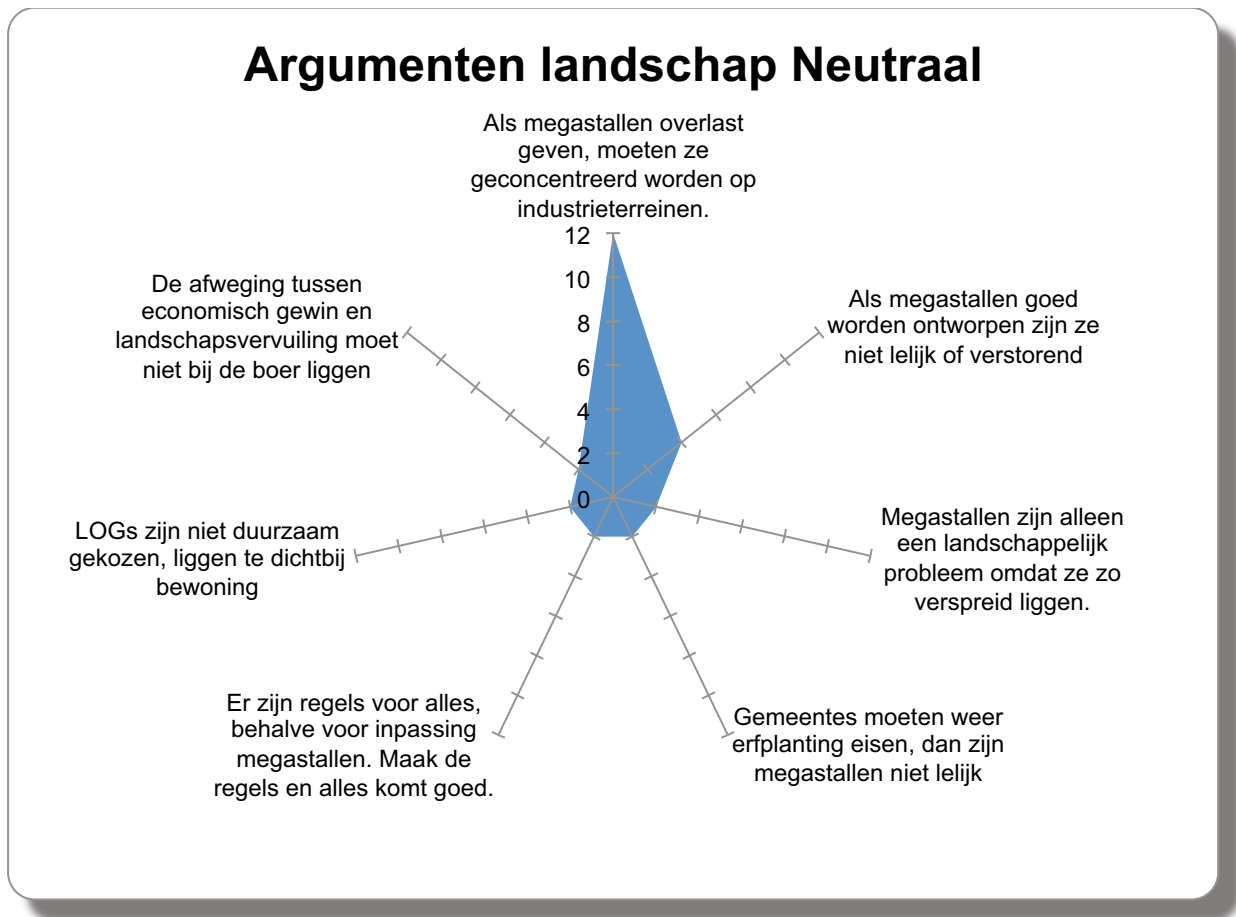 Argumenten landschap Neutraal
Als megastallen overlast
geven, moeten ze
geconcentreerd worden op
industrieterreinen.
12
10
8
6
4
2
0
Als megastallen goed
worden ontworpen zijn ze
niet lelijk of verstorend
Megastallen zijn alleen
een landschappelijk
probleem omdat ze zo
verspreid liggen.
Gemeentes moeten weer
erfplanting eisen, dan zijn
megastallen niet lelijk
Er zijn regels voor alles,
behalve voor inpassing
megastallen. Maak de
regels en alles komt goed.
LOGs zijn niet duurzaam
gekozen, liggen te dichtbij
bewoning
De afweging tussen
economisch gewin en
landschapsvervuiling moet
niet bij de boer liggen